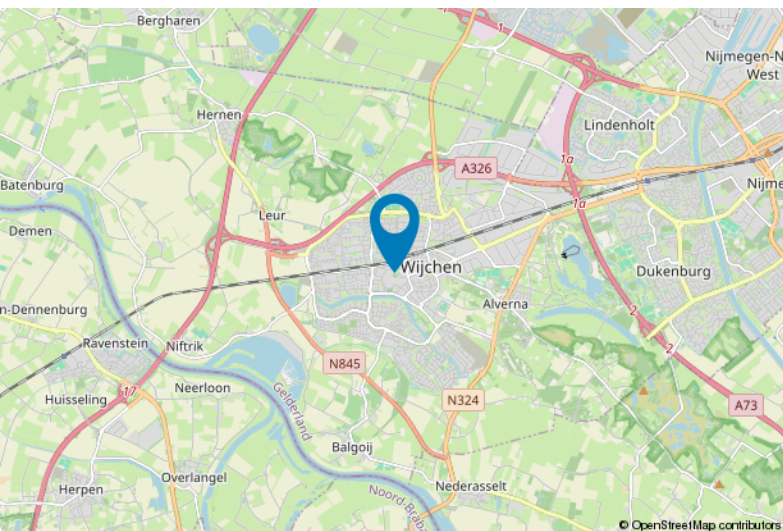 Bergharen
Nijmegen-N
West
Hernen
Lindenholt
1a
A326
Batenburg
Nijme
1a
Leur
Demen
Wijchen
Dukenburg
n-Dennenburg
Alverna
2
Ravenstein
Niftrik
2
N845
17
Neerloon
Huisseling
N324
A73
Gelderland
Balgoij
Overlangel
Herpen
Nederasselt
Noord-Braba
© OpenStreetMap contributors